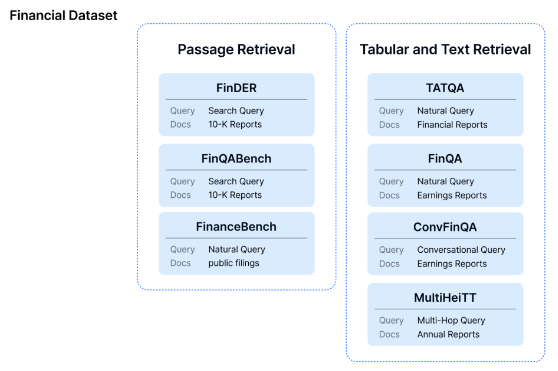 Financial Dataset
Passage Retrieval
FinDER
Query Search Query
Docs 10-K Reports
FinQABench
Query Search Query
Docs 10-K Reports
FinanceBench
Query Natural Query
Docs public filings
Tabular and Text Retrieval
TATQA
Query Natural Query
Docs Financial Reports
FinQA
Query Natural Query
Docs Earnings Reports
ConvFinQA
Query Conversational Query
Docs Earnings Reports
MultiHeiTT
Query Multi-Hop Query
Docs Annual Reports